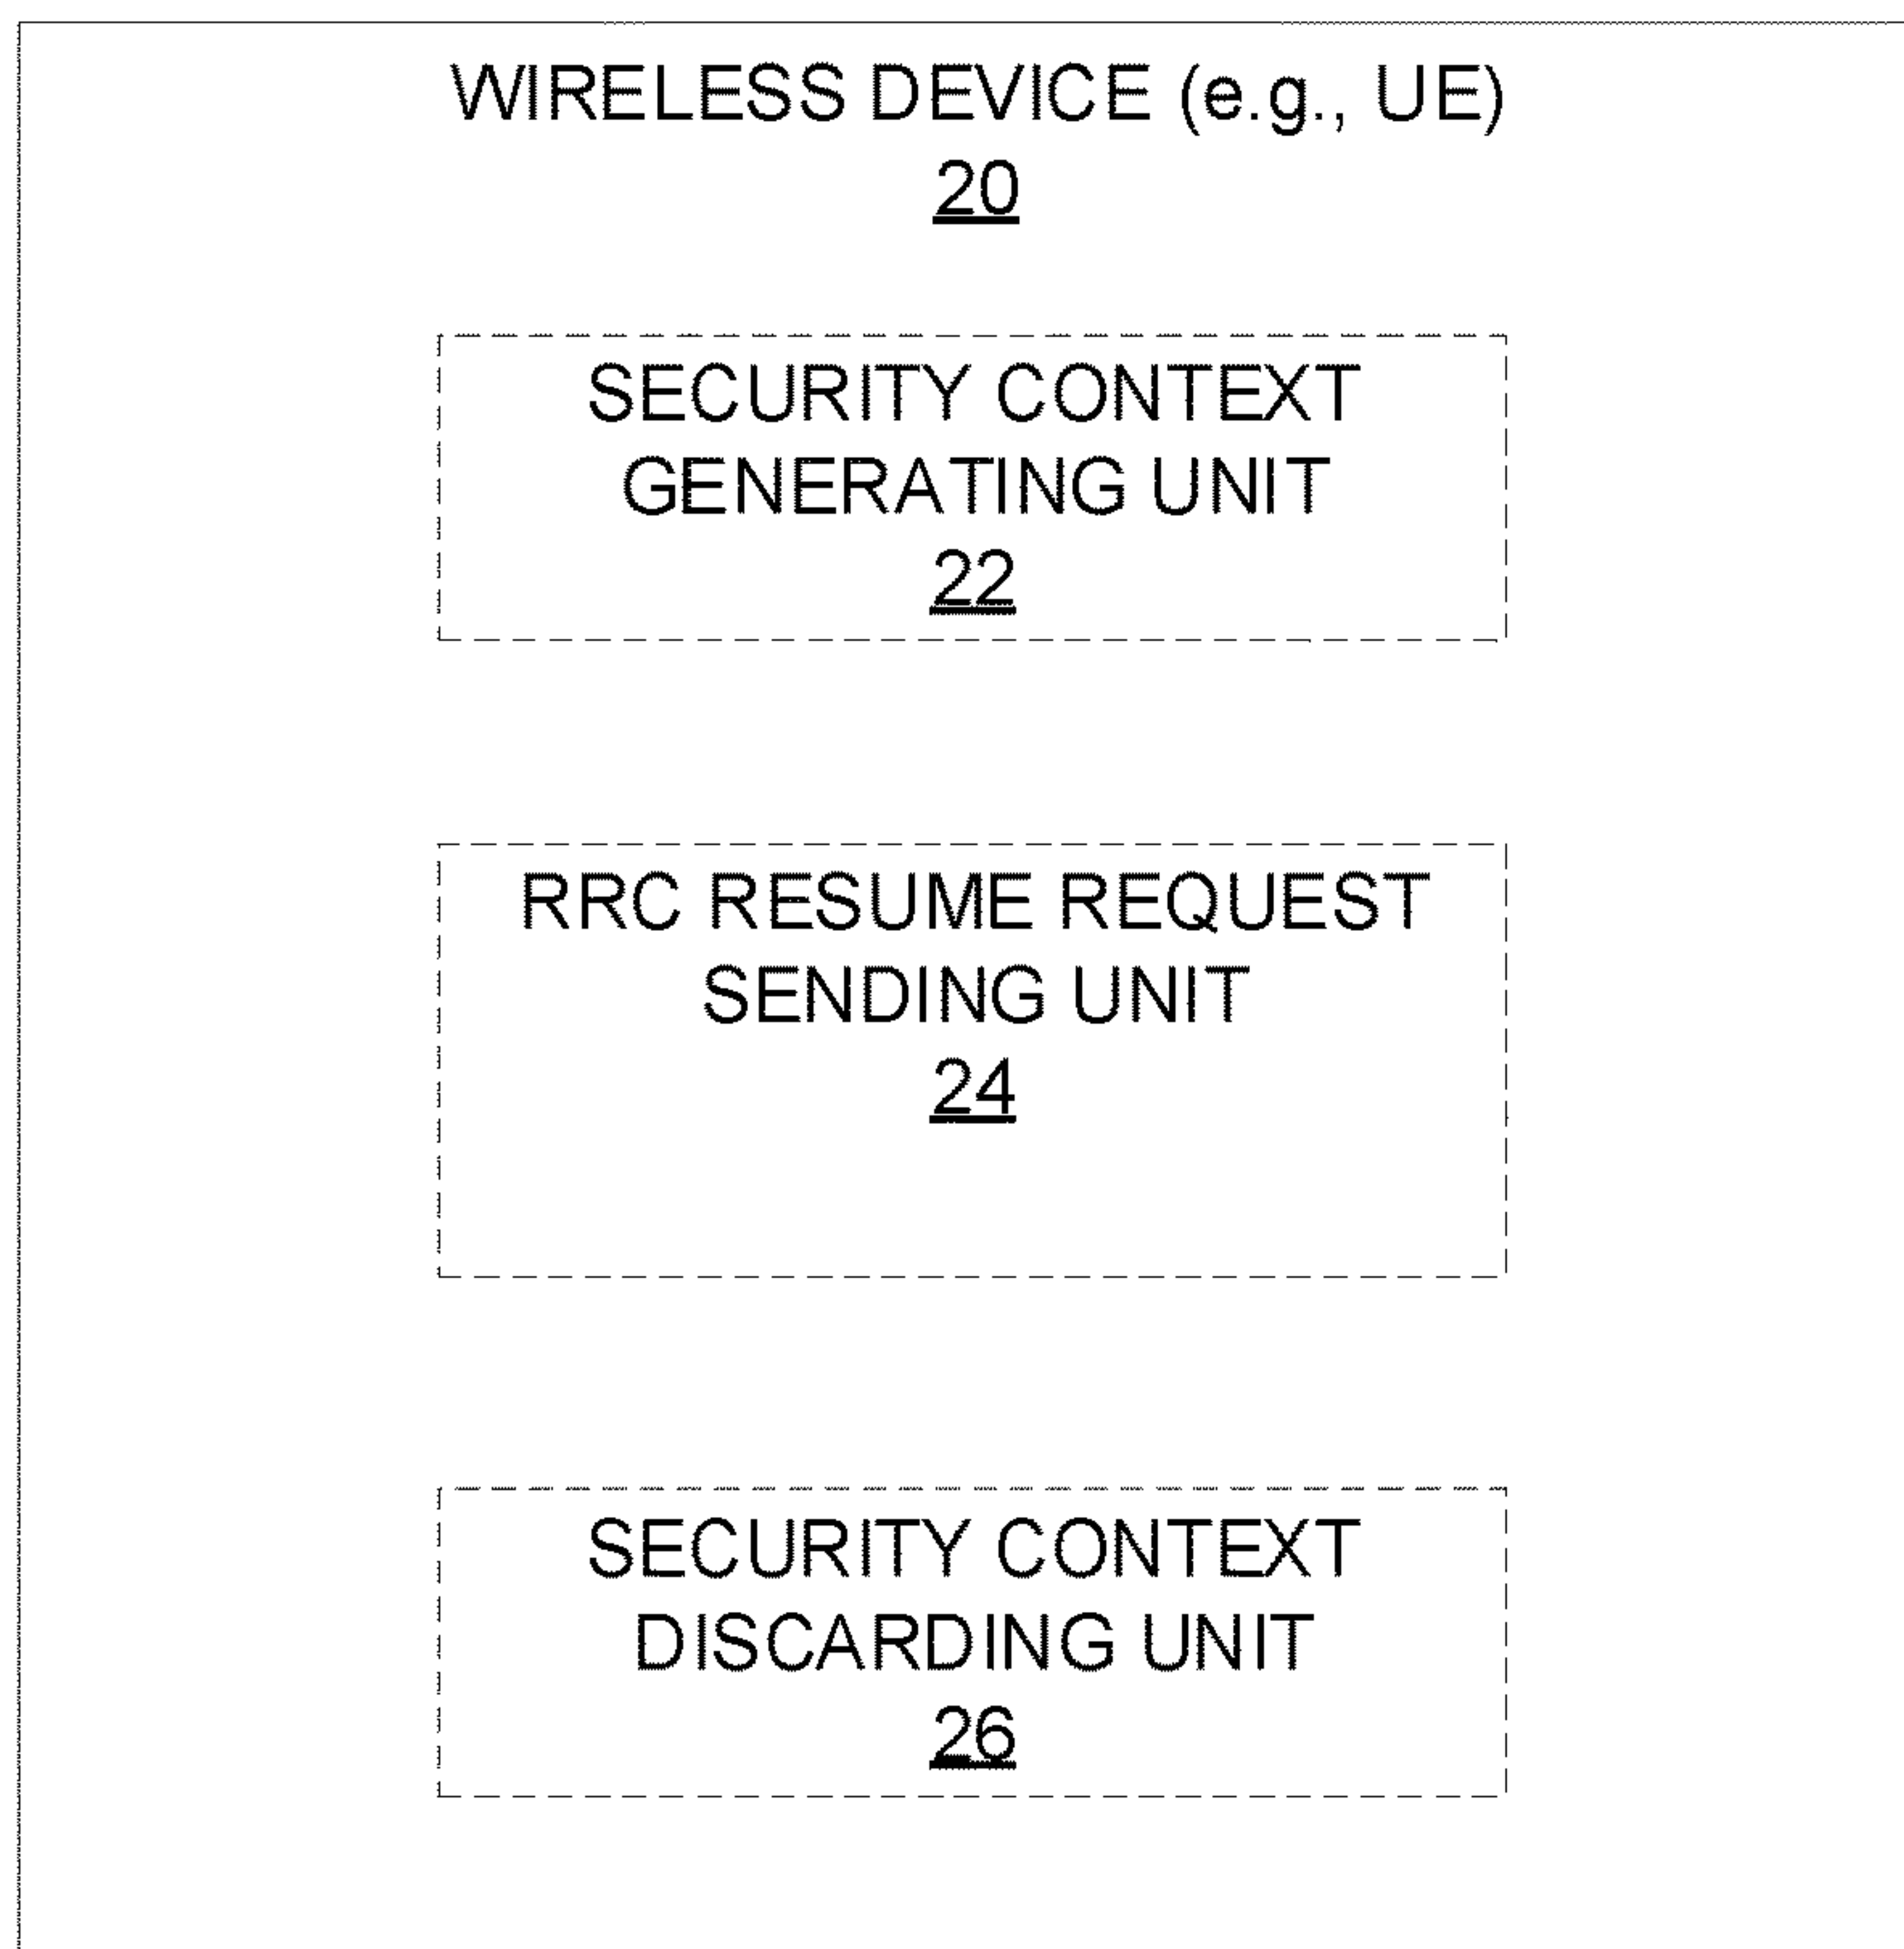 WIRELESS DEVICE (e.g., UE)
20
SECURITY CONTEXT
GENERATING UNIT
22
RRC RESUME REQUEST
SENDING UNIT
24
SECURITY CONTEXT
DISCARDING UNIT
26